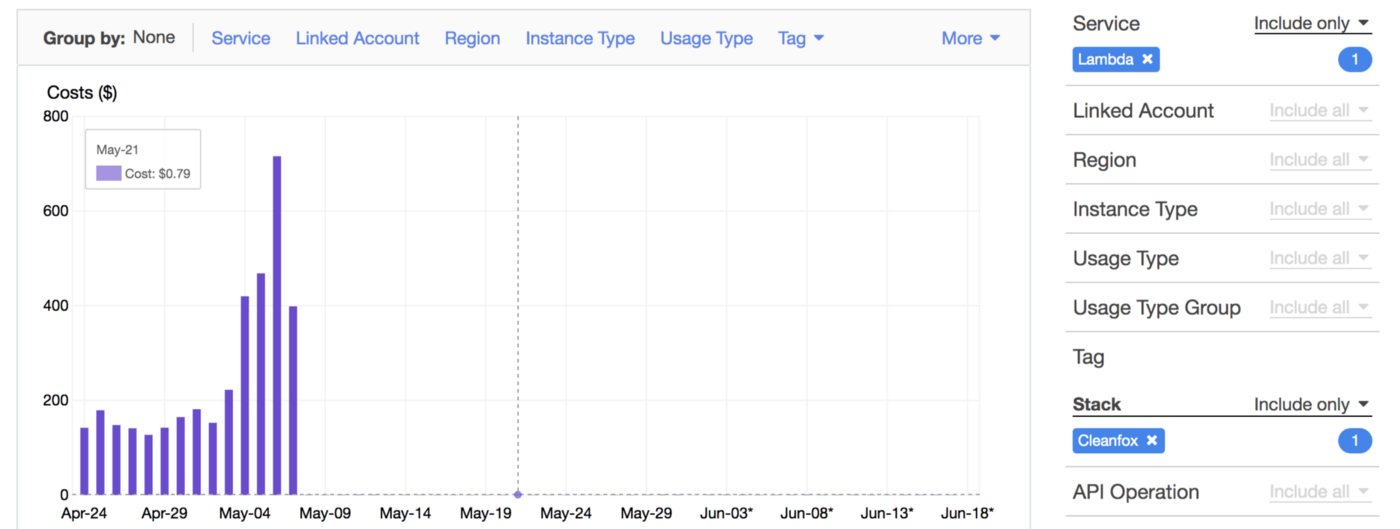 Group by: None Service Linked Account Region Instance Type Usage Type Tag More
Costs ($)
800
May-21
Cost: $0.79
600
400
200
0
Apr-24 Apr-29 May-04 May-09 May-14 May-19 May-24 May-29 Jun-03* Jun-08* Jun-13* Jun-18*
Service Include only
Lambda × 1
Linked Account Include all
Region Include all
Instance Type Include all
Usage Type Include all
Usage Type Group Include all
Tag
Stack Include only
Cleanfox × 1
API Operation Include all